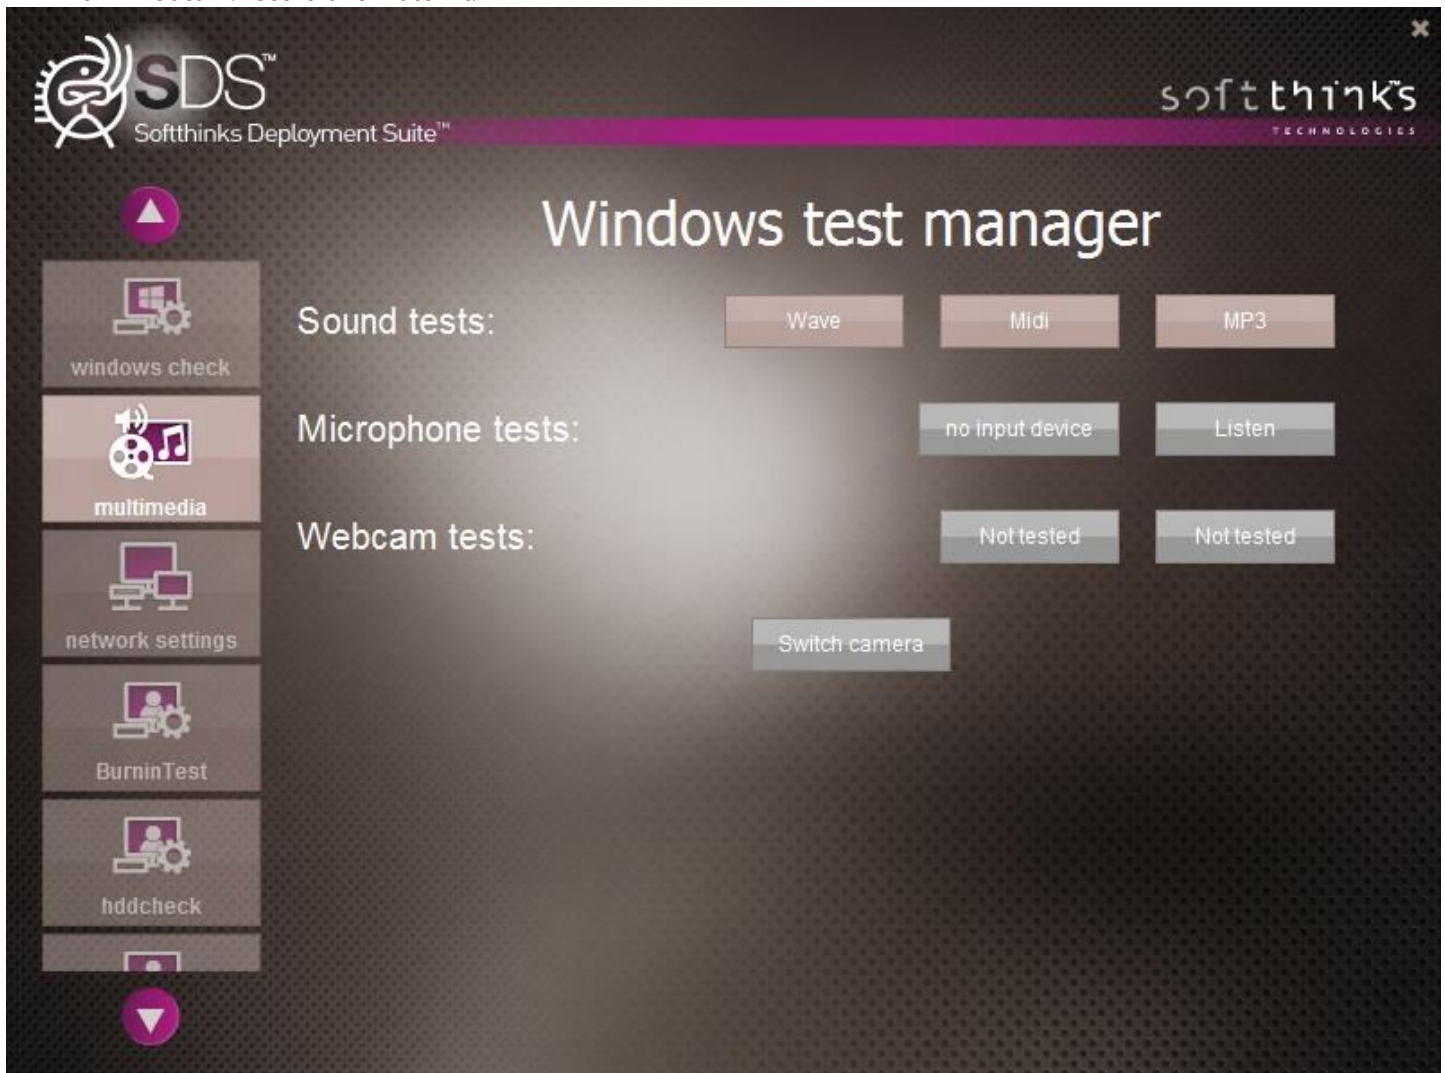 SDS™
Softthinks Deployment Suite™
softthinks™
TECHNOLOGIES
Windows test manager
windows check
multimedia
network settings
BurninTest
hddcheck
Sound tests:
Wave
Midi
MP3
Microphone tests:
no input device
Listen
Webcam tests:
Not tested
Not tested
Switch camera